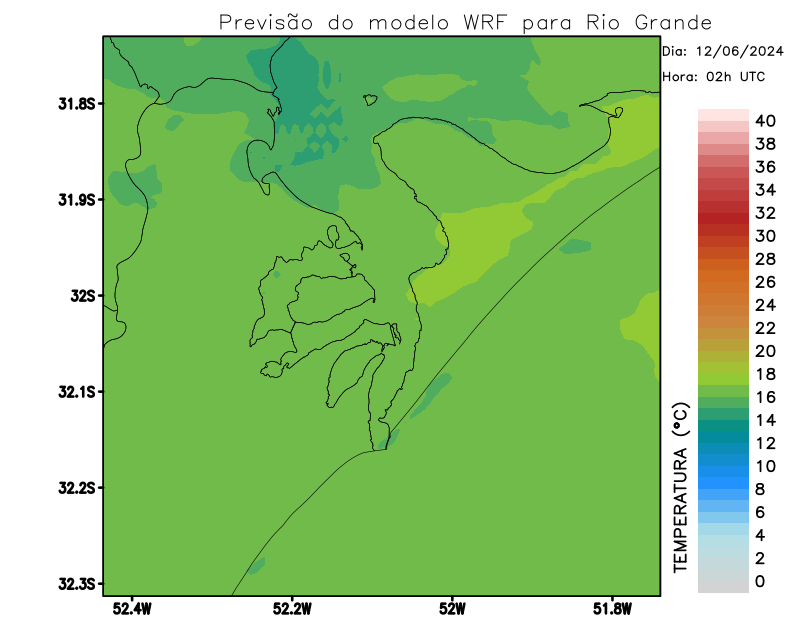 Previsão do modelo WRF para Rio Grande
Dia: 12/06/2024
Hora: 02h UTC
31.8S
31.9S
32S
32.1S
32.2S
32.3S
52.4W
52.2W
52W
51.8W
TEMPERATURA (°C)
40
38
36
34
32
30
28
26
24
22
20
18
16
14
12
10
8
6
4
2
0